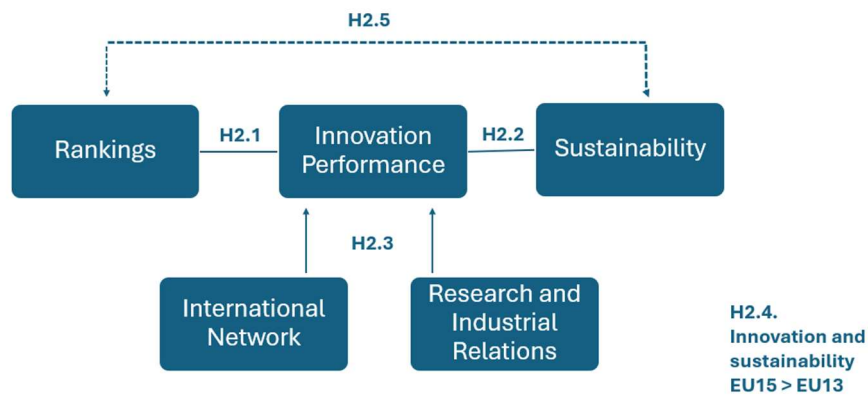 H2.5
Rankings
H2.1
Innovation
Performance
H2.2
Sustainability
H2.3
International
Network
Research and
Industrial
Relations
H2.4.
Innovation and
sustainability
EU15 > EU13